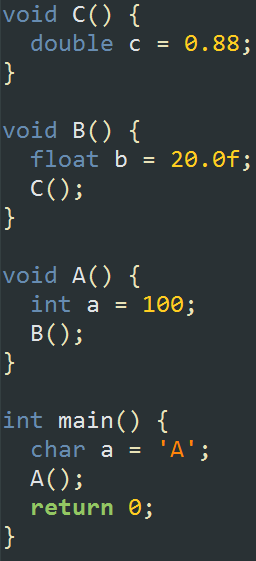 void C() {
  double c = 0.88;
}

void B() {
  float b = 20.0f;
  C();
}

void A() {
  int a = 100;
  B();
}

int main() {
  char a = 'A';
  A();
  return 0;
}